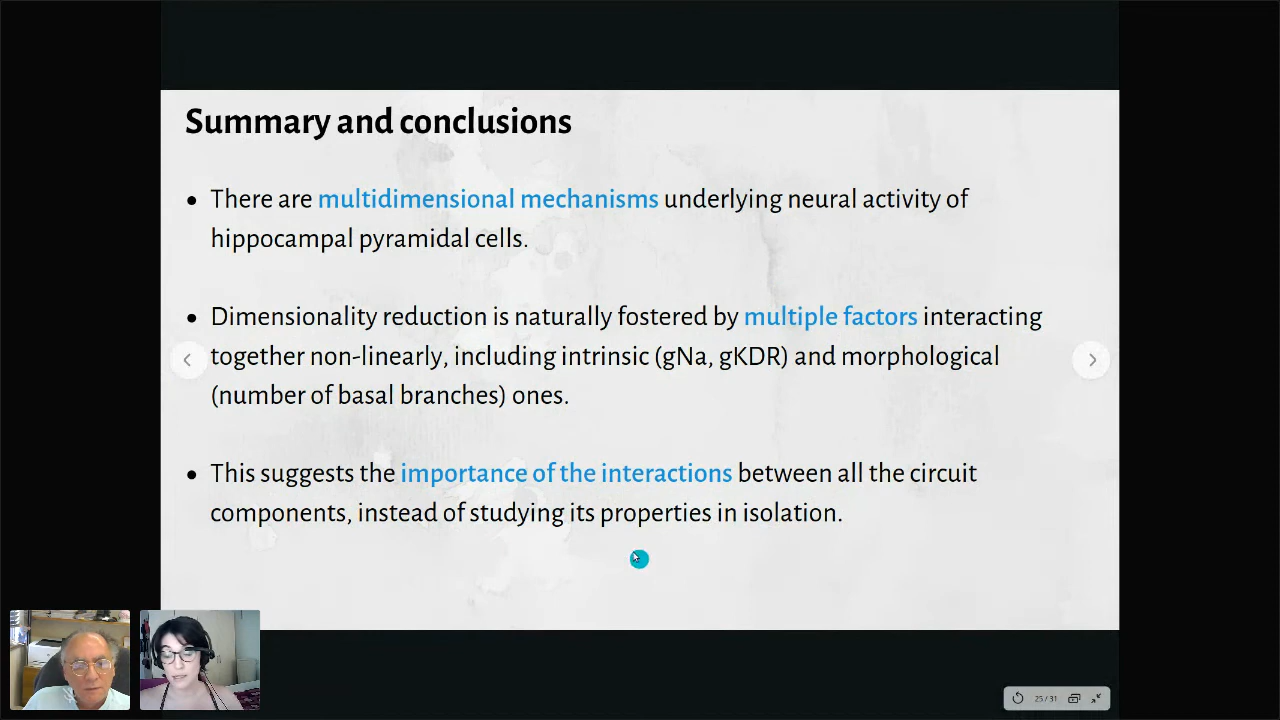 Summary and conclusions
• There are multidimensional mechanisms underlying neural activity of
hippocampal pyramidal cells.
• Dimensionality reduction is naturally fostered by multiple factors interacting
together non-linearly, including intrinsic (gNa, gKDR) and morphological
(number of basal branches) ones.
• This suggests the importance of the interactions between all the circuit
components, instead of studying its properties in isolation.
25 / 31